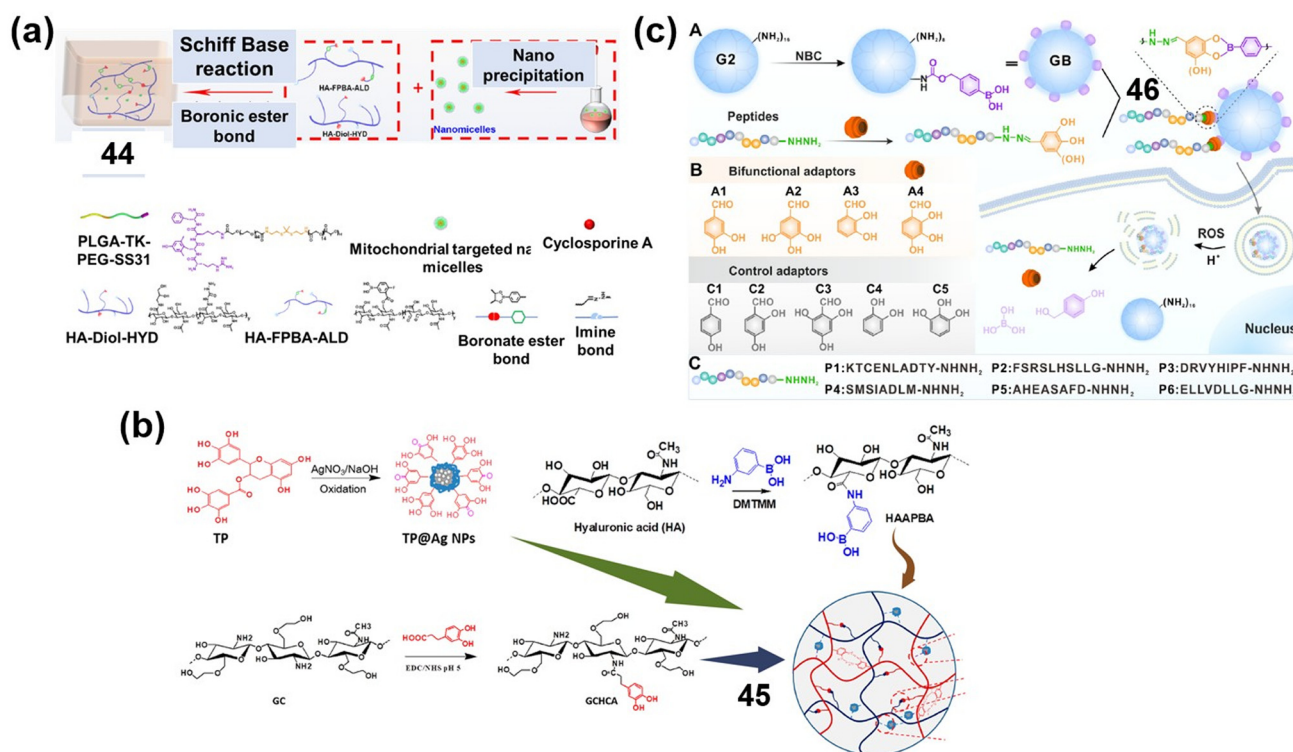 (a)
Schiff Base
reaction
Boronic ester
bond
HA-FPBA-ALD
HA-Diol-HYD
+
Nanomicelles
Nano
precipitation
44
PLGA-TK-
PEG-SS31
Mitochondrial targeted na
micelles
Cyclosporine A
HA-Diol-HYD
HA-FPBA-ALD
Boronate ester
bond
Imine
bond
(c)
A
G2
(NH2)16
NBC
(NH2)8
=
GB
46
Peptides
NHNH2
B
Bifunctional adaptors
A1
A2
A3
A4
Control adaptors
C1
C2
C3
C4
C5
ROS
H+
(NH2)16
Nucleus
C
NHNH2
P1:KTCENLADTY-NHNH2
P2:FSRSLHSLLG-NHNH2
P3:DRVYHIPF-NHNH2
P4:SMSIADLM-NHNH2
P5:AHEASAFD-NHNH2
P6:ELLVDLLG-NHNH
(b)
TP
AgNO3/NaOH
Oxidation
TP@Ag NPs
Hyaluronic acid (HA)
DMTMM
HAAPBA
GC
EDC/NHS pH 5
GCHCA
45